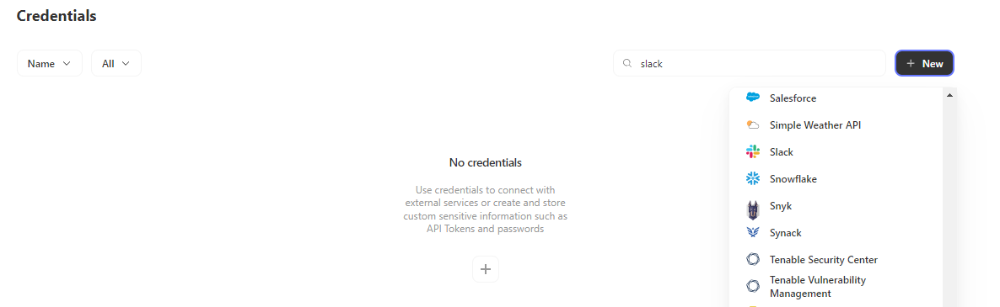 Credentials
Name
All
slack
New
Salesforce
Simple Weather API
Slack
Snowflake
Snyk
Synack
Tenable Security Center
Tenable Vulnerability
Management
No credentials
Use credentials to connect with
external services or create and store
custom sensitive information such as
API Tokens and passwords